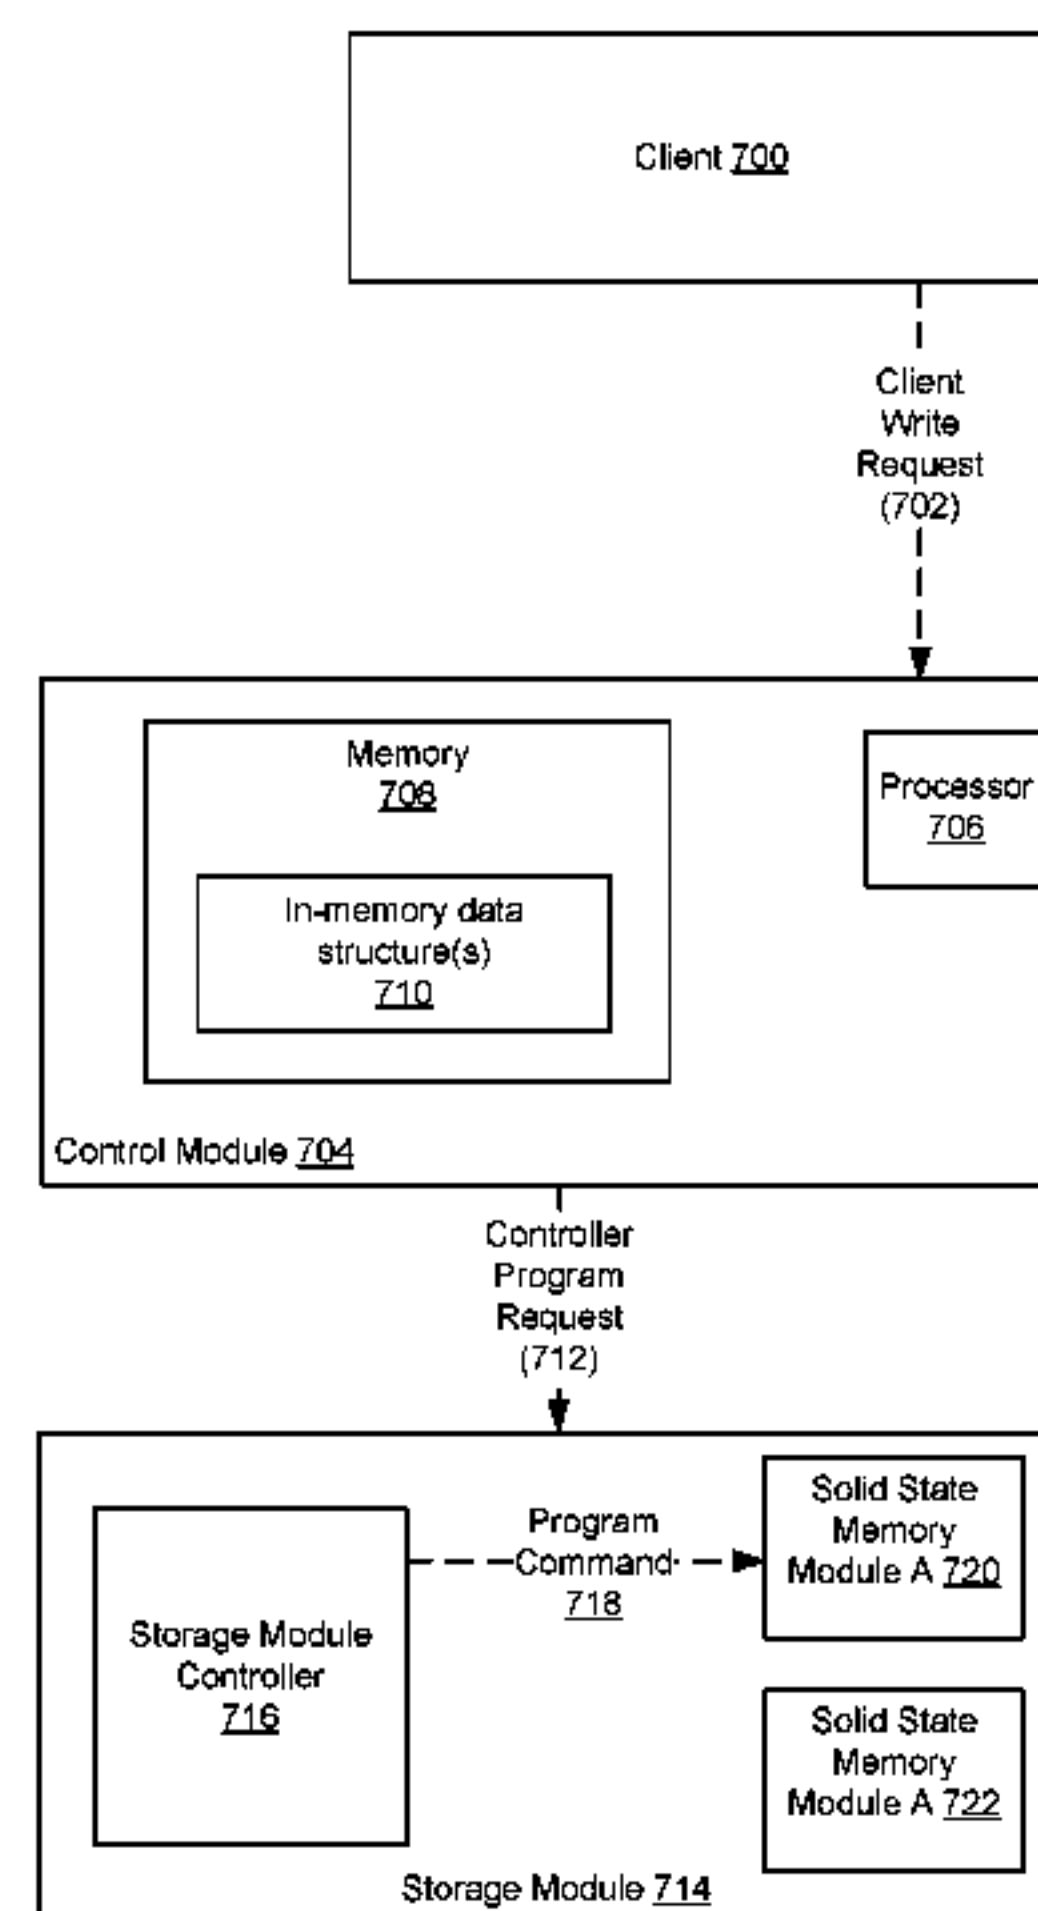 Client 700
Client
Write
Request
(702)
Memory
708
Processor
706
In-memory data
structure(s)
710
Control Module 704
Controller
Program
Request
(712)
Solid State
Memory
Module A 720
Program
Command
718
Storage Module
Controller
716
Solid State
Memory
Module A 722
Storage Module 714